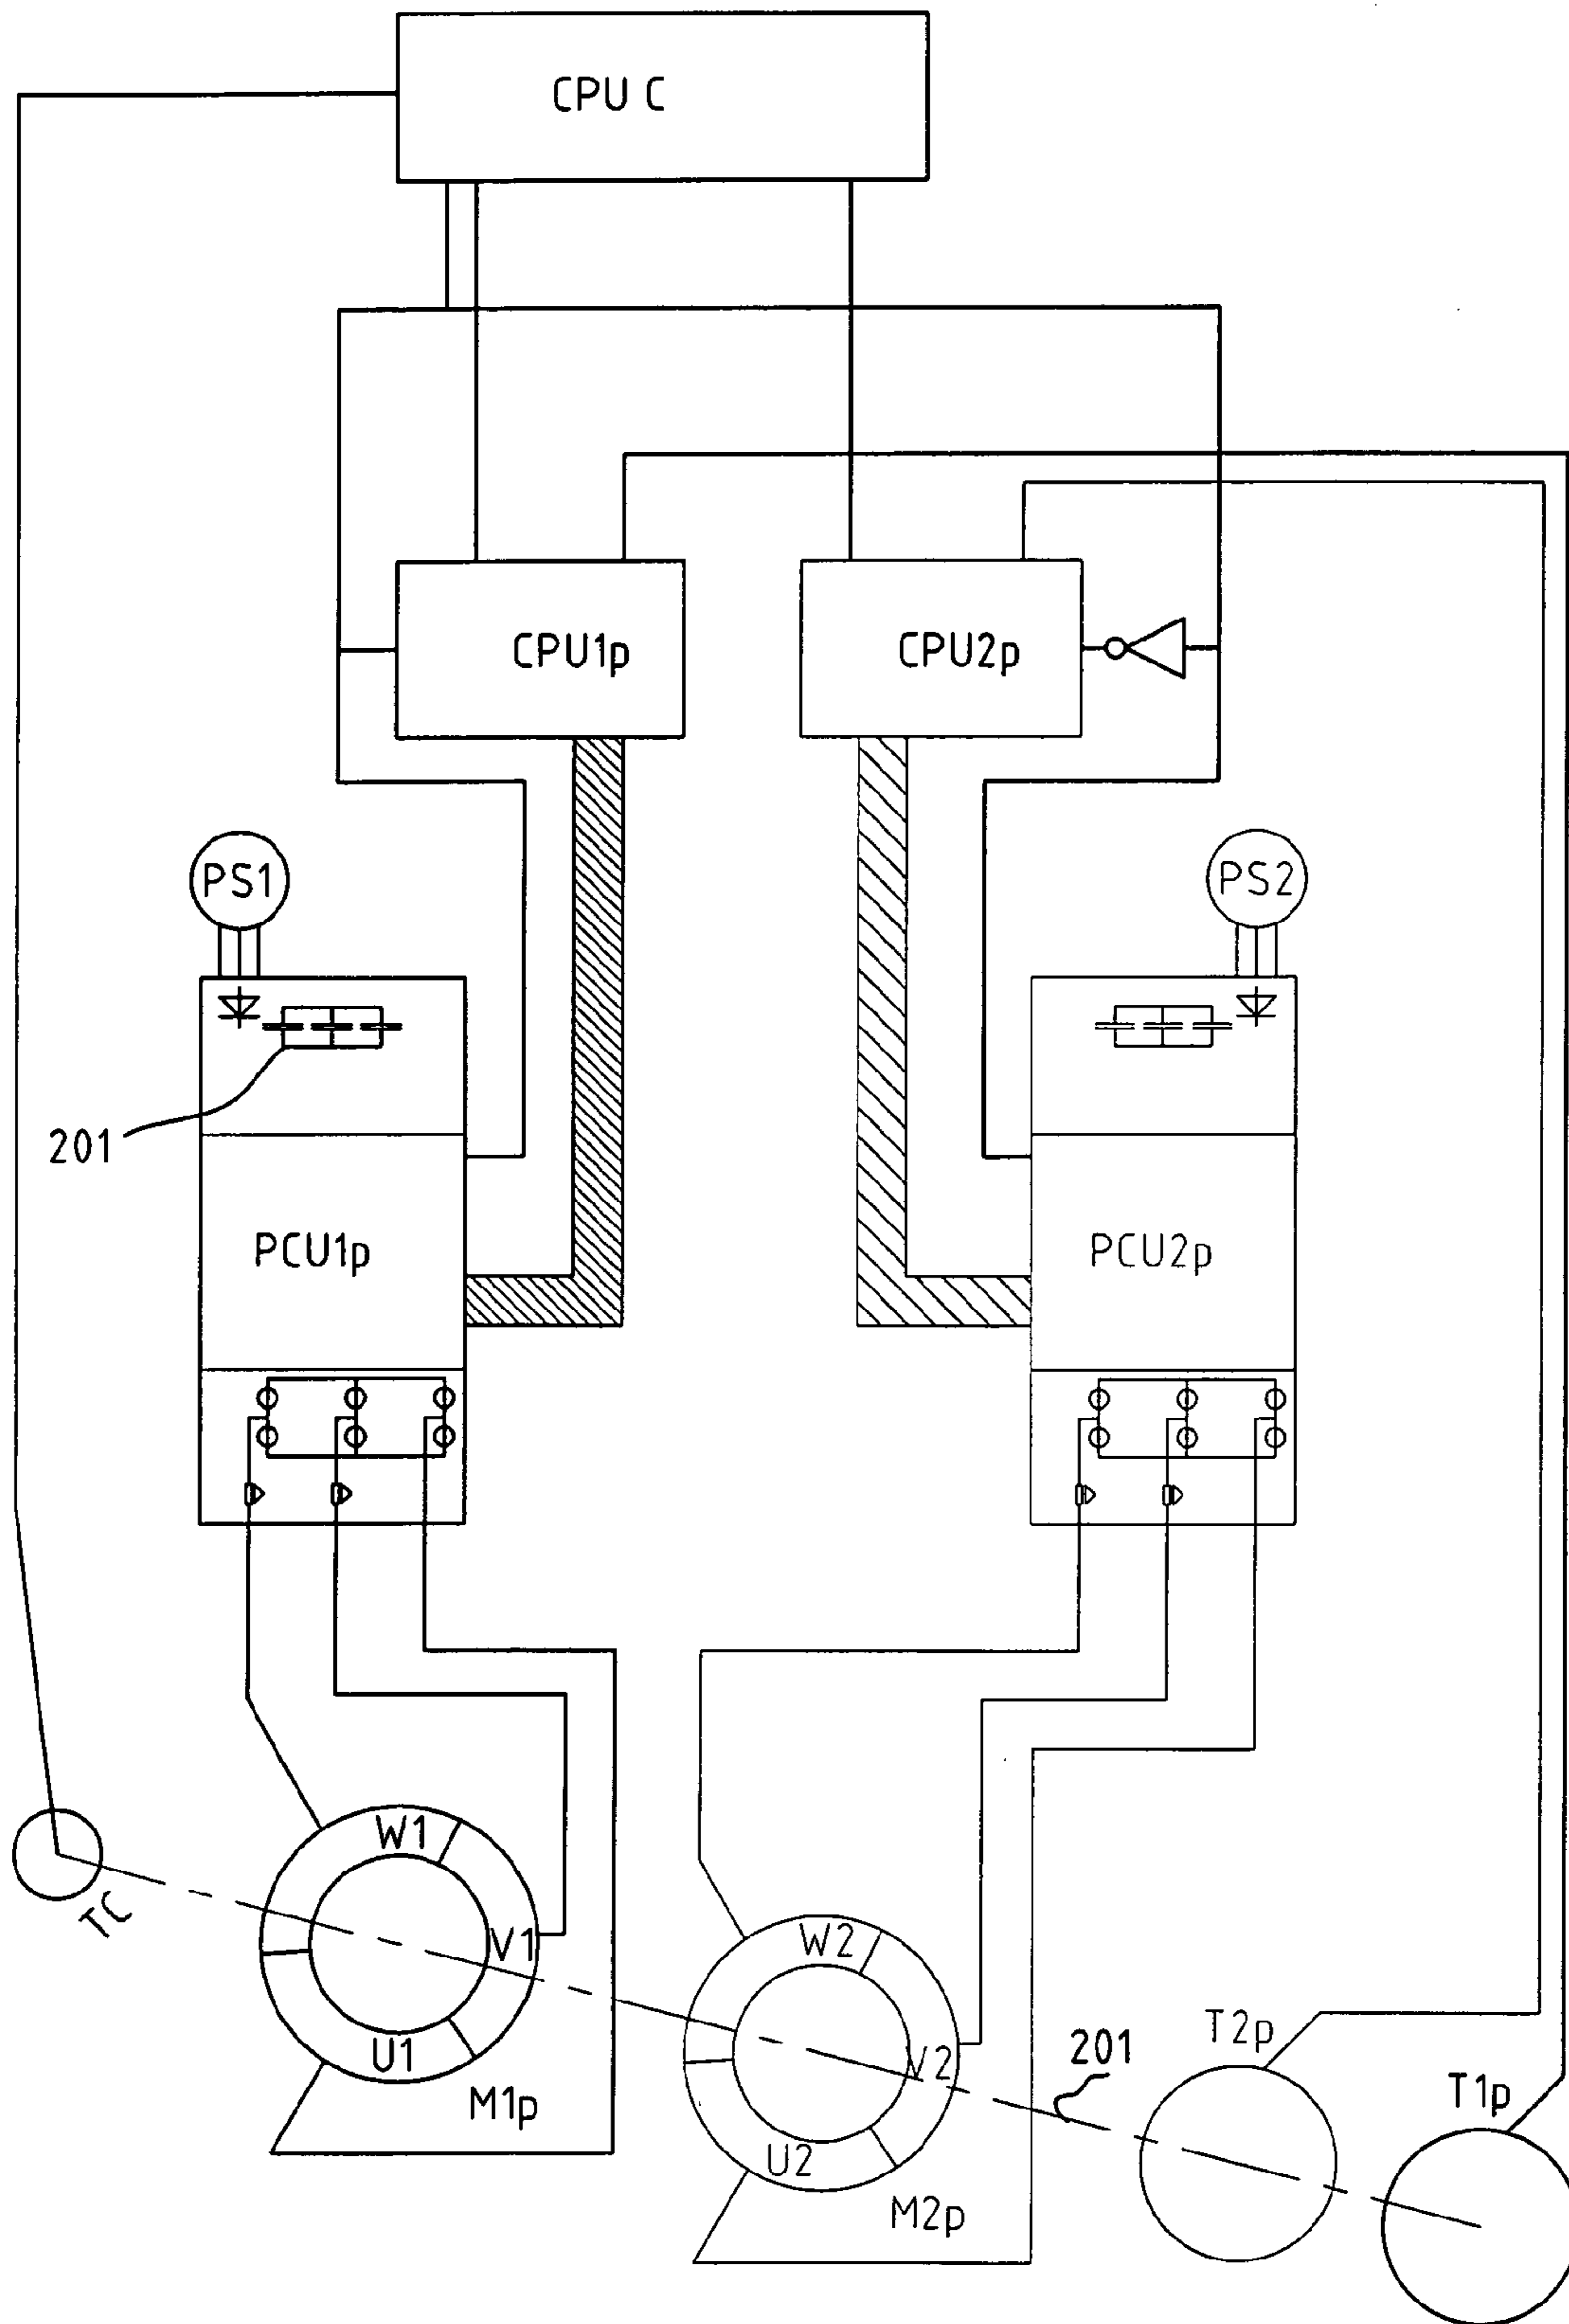 CPU C
CPU1p
CPU2p
PS1
PS2
201
PCU1p
PCU2p
TC
W1
V1
U1
M1p
W2
V2
U2
M2p
201
T2p
T1p